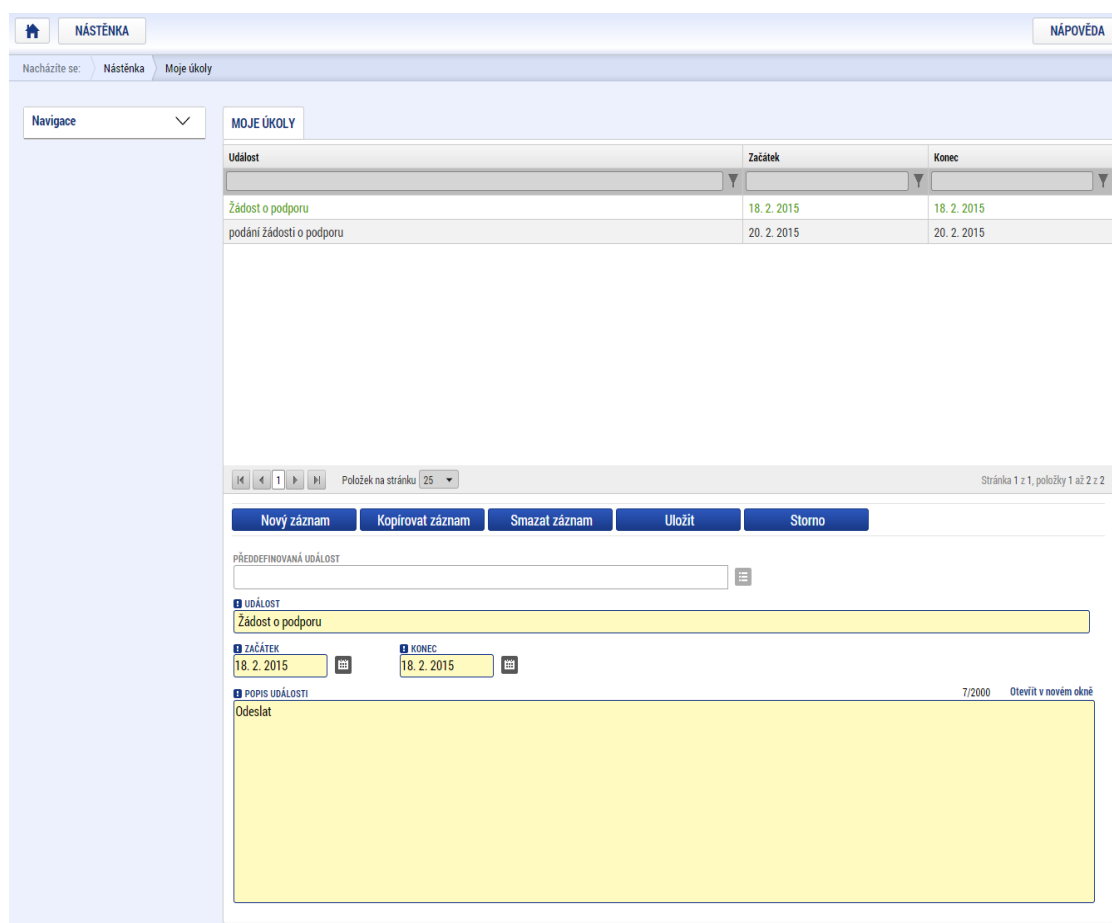 NÁSTĚNKA NÁPOVĚDA
Nacházíte se: Nástěnka Moje úkoly
Navigace
MOJE ÚKOLY
Událost Začátek Konec
Žádost o podporu 18. 2. 2015 18. 2. 2015
podání žádosti o podporu 20. 2. 2015 20. 2. 2015
1 Položek na stránku 25 Stránka 1 z 1, položky 1 až 2 z 2
Nový záznam Kopírovat záznam Smazat záznam Uložit Storno
PŘEDDEFINOVANÁ UDÁLOST
UDÁLOST
Žádost o podporu
ZAČÁTEK KONEC
18. 2. 2015 18. 2. 2015
POPIS UDÁLOSTI 7/2000 Otevřít v novém okně
Odeslat